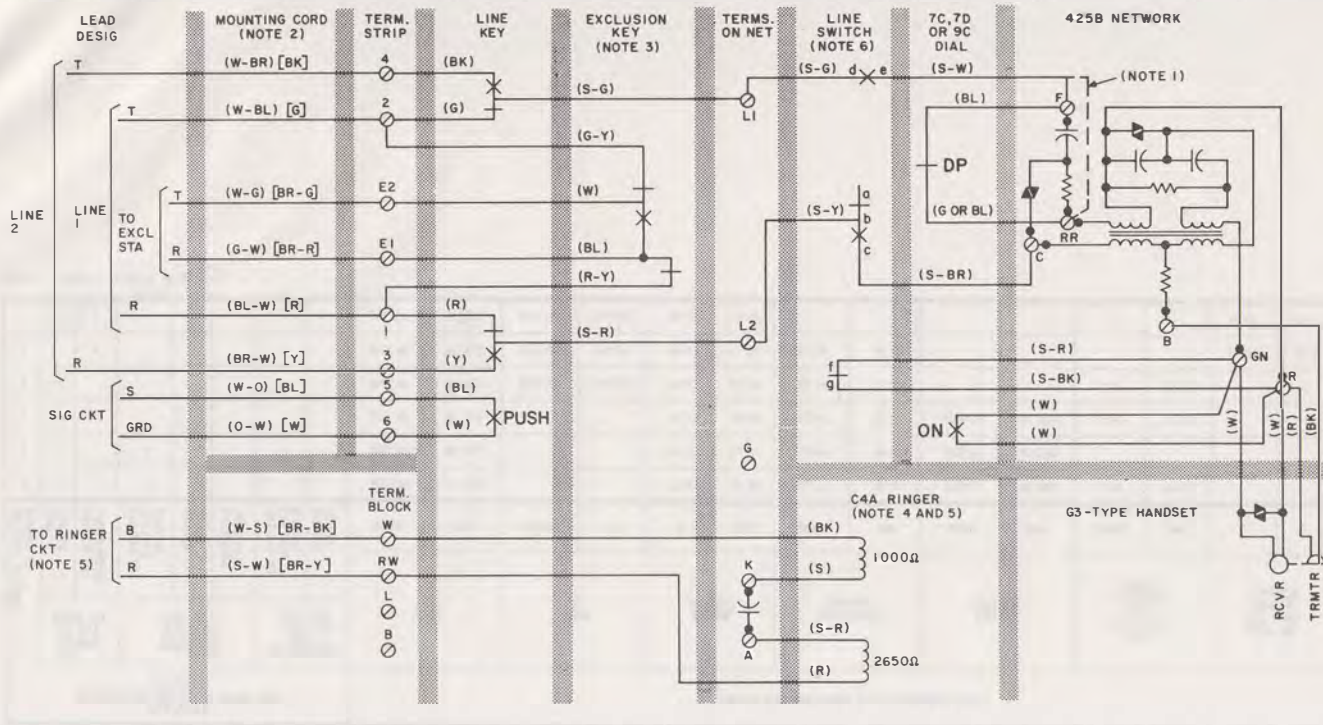 LEAD
DESIG
MOUNTING CORD
(NOTE 2)
TERM.
STRIP
LINE
KEY
EXCLUSION
KEY
(NOTE 3)
TERMS.
ON NET
LINE
SWITCH
(NOTE 6)
7C,7D
OR 9C
DIAL
425B NETWORK
T (W-BR) [BK] 4 (BK)
(S-G)
L1
(S-G) d e (S-W)
(NOTE 1)
T (W-BL) [G] 2 (G)
(G-Y)
(BL) F
DP
LINE
2
LINE
1
TO
EXCL
STA
T (W-G) [BR-G] E2 (W)
R (G-W) [BR-R] E1 (BL)
(R-Y)
(S-Y) a
b
c
(G OR BL)
RR
C
(S-BR)
R (BL-W) [R] 1 (R)
(S-R)
L2
B
R (BR-W) [Y] 3 (Y)
f
g
(S-R) GN
(S-BK) R
SIG CKT
S (W-O) [BL] 5 (BL)
PUSH
GRD (O-W) [W] 6 (W)
ON
(W)
(W)
(W)
(W)
(R)
(BK)
G
TERM.
BLOCK
C4A RINGER
(NOTE 4 AND 5)
G3-TYPE HANDSET
TO RINGER
CKT
(NOTE 5)
B (W-S) [BR-BK] W (BK)
1000Ω
R (S-W) [BR-Y] RW
K (S)
L
B
A (S-R)
2650Ω
(R)
RCVR
TRMTR